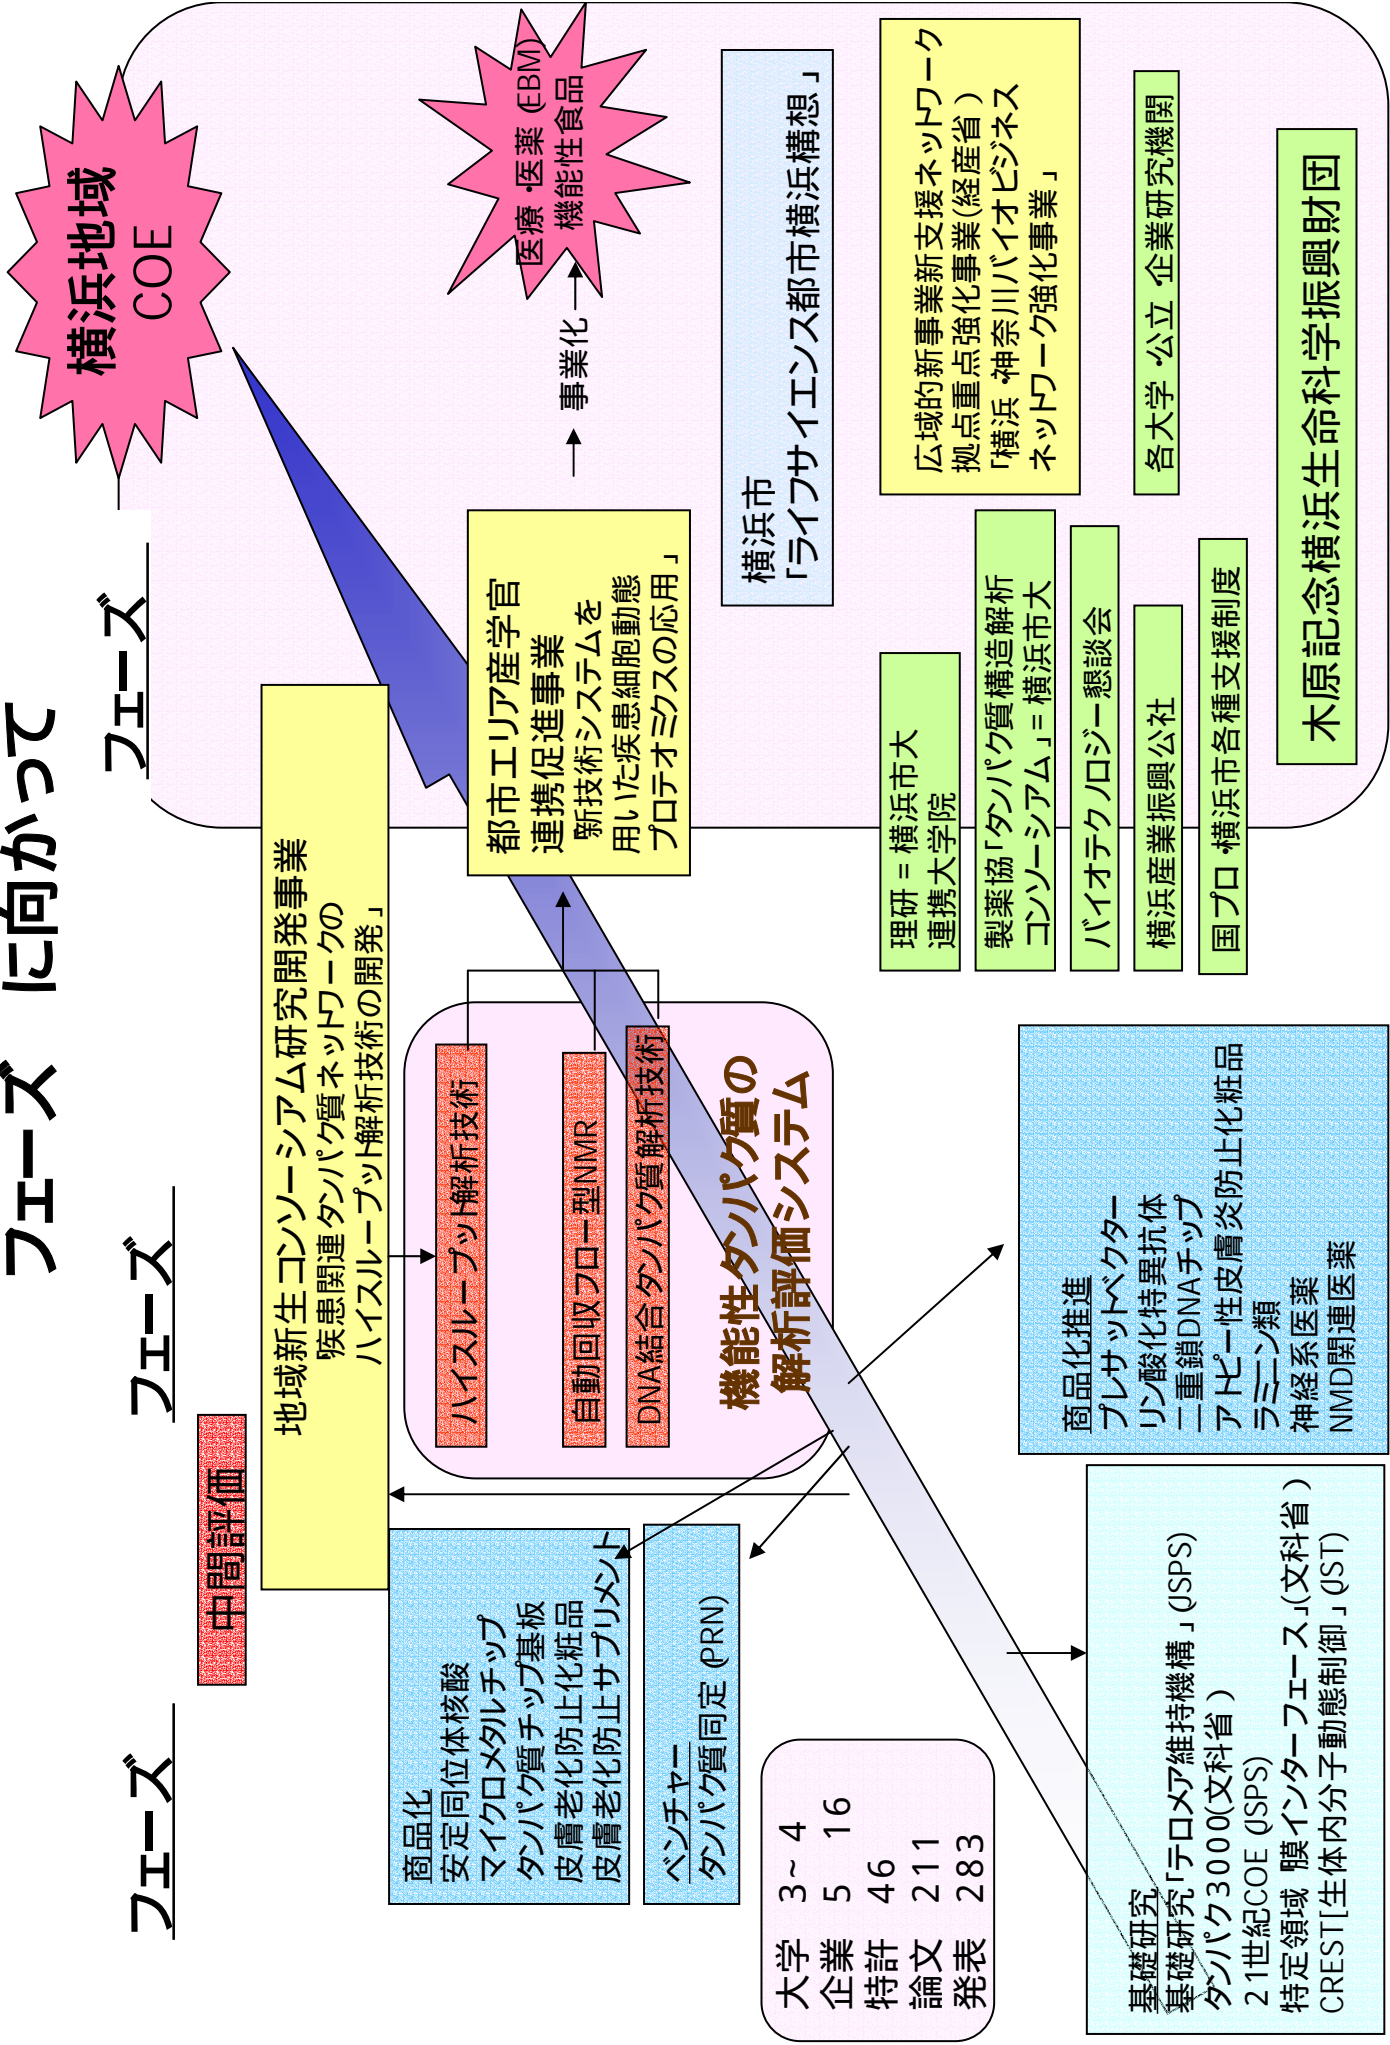 フェーズ　に向かって
フェーズ
フェーズ
フェーズ
中間評価
横浜地域
COE
地域新生コンソーシアム研究開発事業
「疾患関連タンパク質ネットワークの
ハイスループット解析技術の開発」
商品化
安定同位体核酸
マイクロメタルチップ
タンパク質チップ基板
皮膚老化防止化粧品
皮膚老化防止サプリメント
ベンチャー
タンパク質同定(PRN)
ハイスループット解析技術
自動回収フロー型NMR
DNA結合タンパク質解析技術
機能性タンパク質の
解析評価システム
都市エリア産学官
連携促進事業
「新技術システムを
用いた疾患細胞動態
プロテオミクスの応用」
事業化
医療・医薬(EBM)
機能性食品
横浜市
「ライフサイエンス都市横浜構想」
大学　3～4
企業　5　16
特許　46
論文　211
発表　283
理研=横浜市大
連携大学院
製薬協「タンパク質構造解析
コンソーシアム」=横浜市大
バイオテクノロジー懇談会
横浜産業振興公社
国プロ・横浜市各種支援制度
広域的新事業新支援ネットワーク
拠点重点強化事業(経産省)
「横浜・神奈川バイオビジネス
ネットワーク強化事業」
各大学・公立・企業研究機関
木原記念横浜生命科学振興財団
基礎研究
基礎研究「テロメア維持機構」(JSPS)
タンパク3000(文科省)
21世紀COE(JSPS)
特定領域「膜インターフェース」(文科省)
CREST[生体内分子動態制御」(JST)
商品化推進
プレサットベクター
リン酸化特異抗体
二重鎖DNAチップ
アトピー性皮膚炎防止化粧品
ラミニン類
神経系医薬
NMD関連医薬